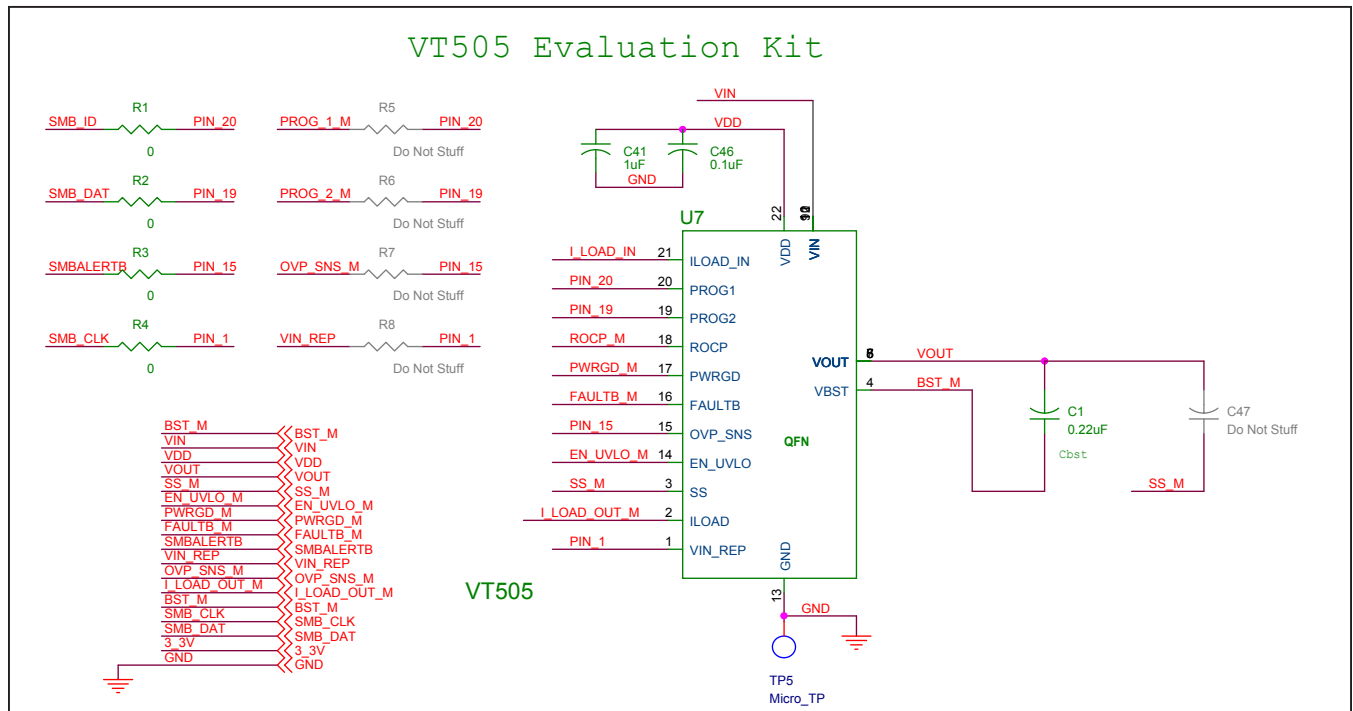 VT505 Evaluation Kit
R1
SMB_ID PIN_20
0
R5
PROG_1_M PIN_20
Do Not Stuff
R2
SMB_DAT PIN_19
0
R6
PROG_2_M PIN_19
Do Not Stuff
R3
SMBALERTB PIN_15
0
R7
OVP_SNS_M PIN_15
Do Not Stuff
R4
SMB_CLK PIN_1
0
R8
VIN_REP PIN_1
Do Not Stuff
VIN
VDD
C41
1uF
C46
0.1uF
GND
U7
22
VDD
VIN
I_LOAD_IN 21 ILOAD_IN
PIN_20 20 PROG1
PIN_19 19 PROG2
ROCP_M 18 ROCP
PWRGD_M 17 PWRGD
FAULTB_M 16 FAULTB
PIN_15 15 OVP_SNS
EN_UVLO_M 14 EN_UVLO
SS_M 3 SS
I_LOAD_OUT_M 2 ILOAD
PIN_1 1 VIN_REP
VOUT VOUT
VBST 4 BST_M
QFN
GND
13
GND
TP5
Micro_TP
VT505
C1
0.22uF
Cbst
C47
Do Not Stuff
SS_M
BST_M BST_M
VIN VIN
VDD VDD
VOUT VOUT
SS_M SS_M
EN_UVLO_M EN_UVLO_M
PWRGD_M PWRGD_M
FAULTB_M FAULTB_M
SMBALERTB SMBALERTB
VIN_REP VIN_REP
OVP_SNS_M OVP_SNS_M
I_LOAD_OUT_M I_LOAD_OUT_M
BST_M BST_M
SMB_CLK SMB_CLK
SMB_DAT SMB_DAT
3_3V 3_3V
GND GND